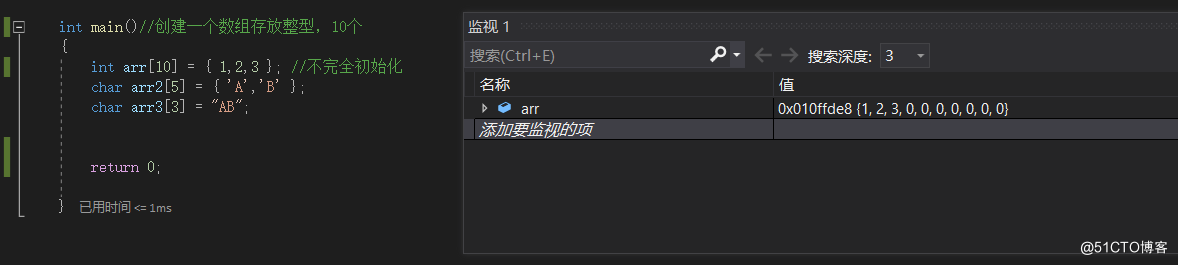 int main()//创建一个数组存放整型，10个
{
int arr[10] = { 1,2,3 }; //不完全初始化
char arr2[5] = { 'A','B' };
char arr3[3] = "AB";
return 0;
} 已用时间 <= 1ms
监视 1
搜索(Ctrl+E) 搜索深度: 3
名称 值
arr 0x010ffde8 {1, 2, 3, 0, 0, 0, 0, 0, 0, 0}
添加要监视的项
@51CTO博客